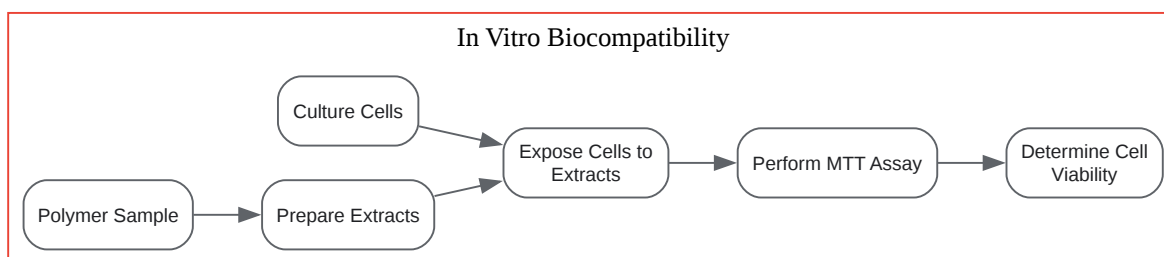 In Vitro Biocompatibility
Culture Cells
Expose Cells to
Extracts
Perform MTT Assay
Determine Cell
Viability
Polymer Sample
Prepare Extracts